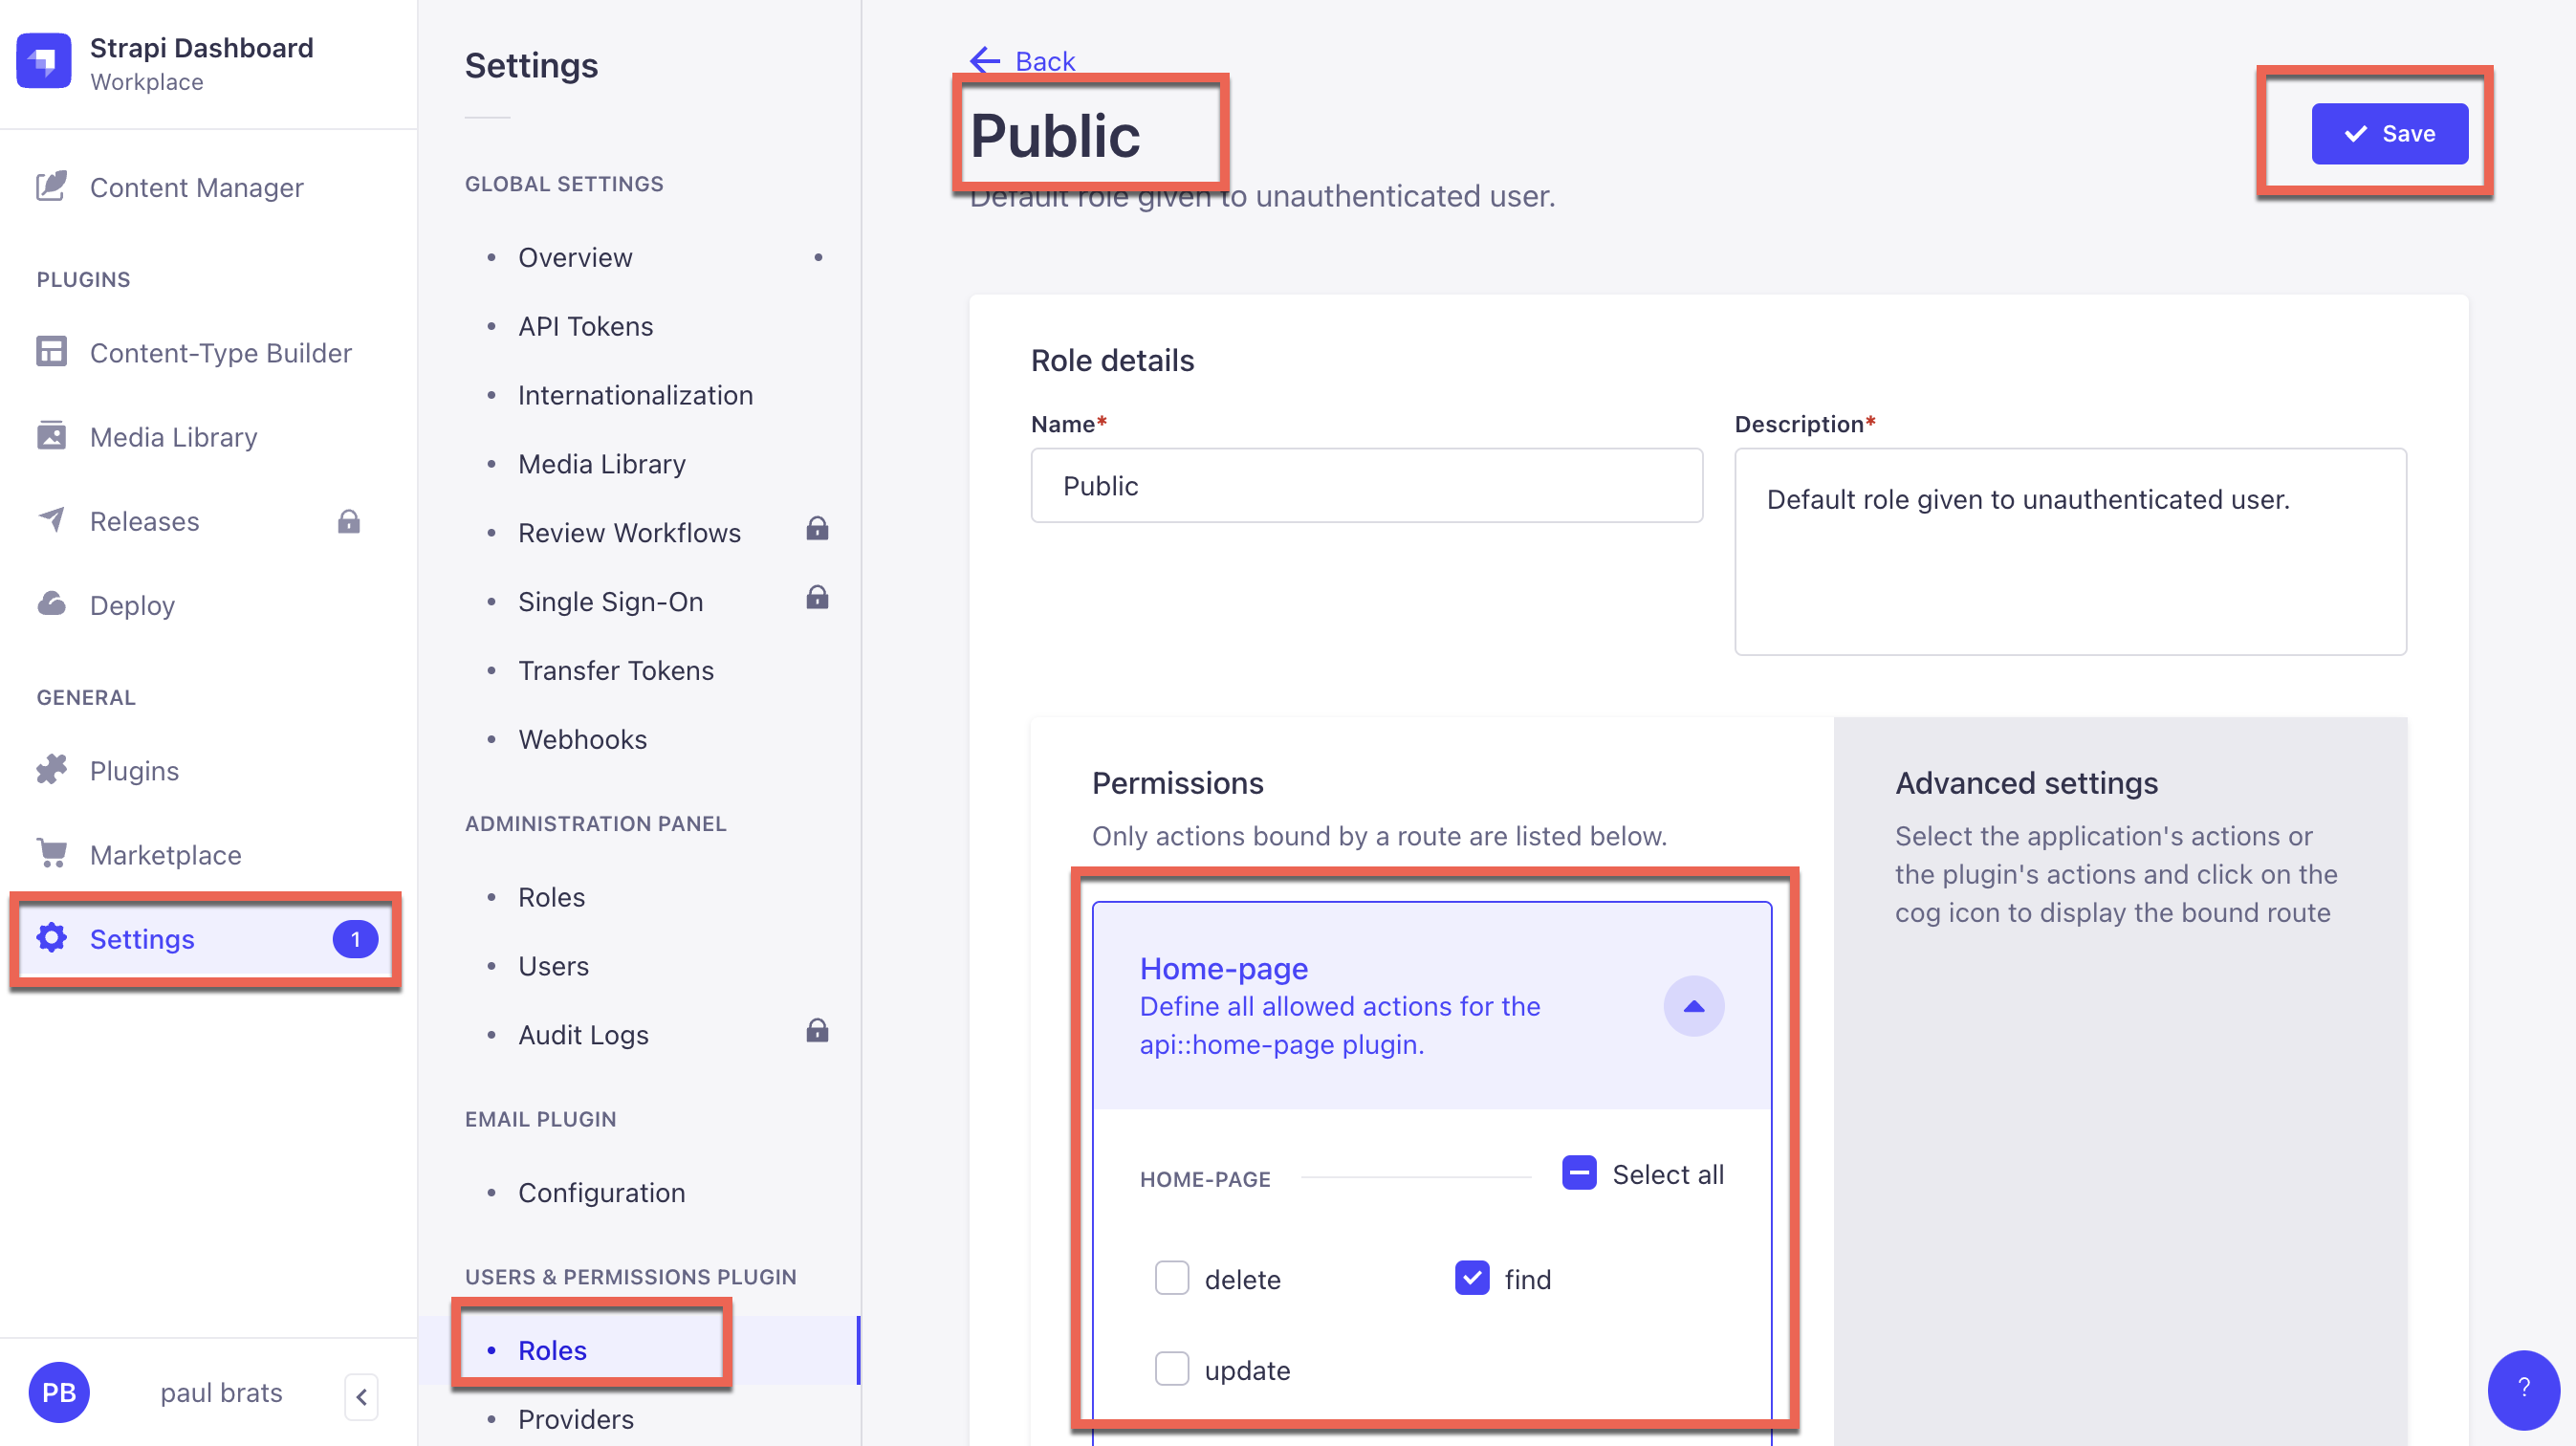 Strapi Dashboard
Workplace
Content Manager
PLUGINS
Content-Type Builder
Media Library
Releases
Deploy
GENERAL
Plugins
Marketplace
Settings
1
PB
paul brats
Settings
GLOBAL SETTINGS
Overview
API Tokens
Internationalization
Media Library
Review Workflows
Single Sign-On
Transfer Tokens
Webhooks
ADMINISTRATION PANEL
Roles
Users
Audit Logs
EMAIL PLUGIN
Configuration
USERS & PERMISSIONS PLUGIN
Roles
Providers
Back
Public
Default role given to unauthenticated user.
Save
Role details
Name*
Public
Description*
Default role given to unauthenticated user.
Permissions
Only actions bound by a route are listed below.
Home-page
Define all allowed actions for the
api::home-page plugin.
HOME-PAGE
Select all
delete
find
update
Advanced settings
Select the application's actions or
the plugin's actions and click on the
cog icon to display the bound route
?